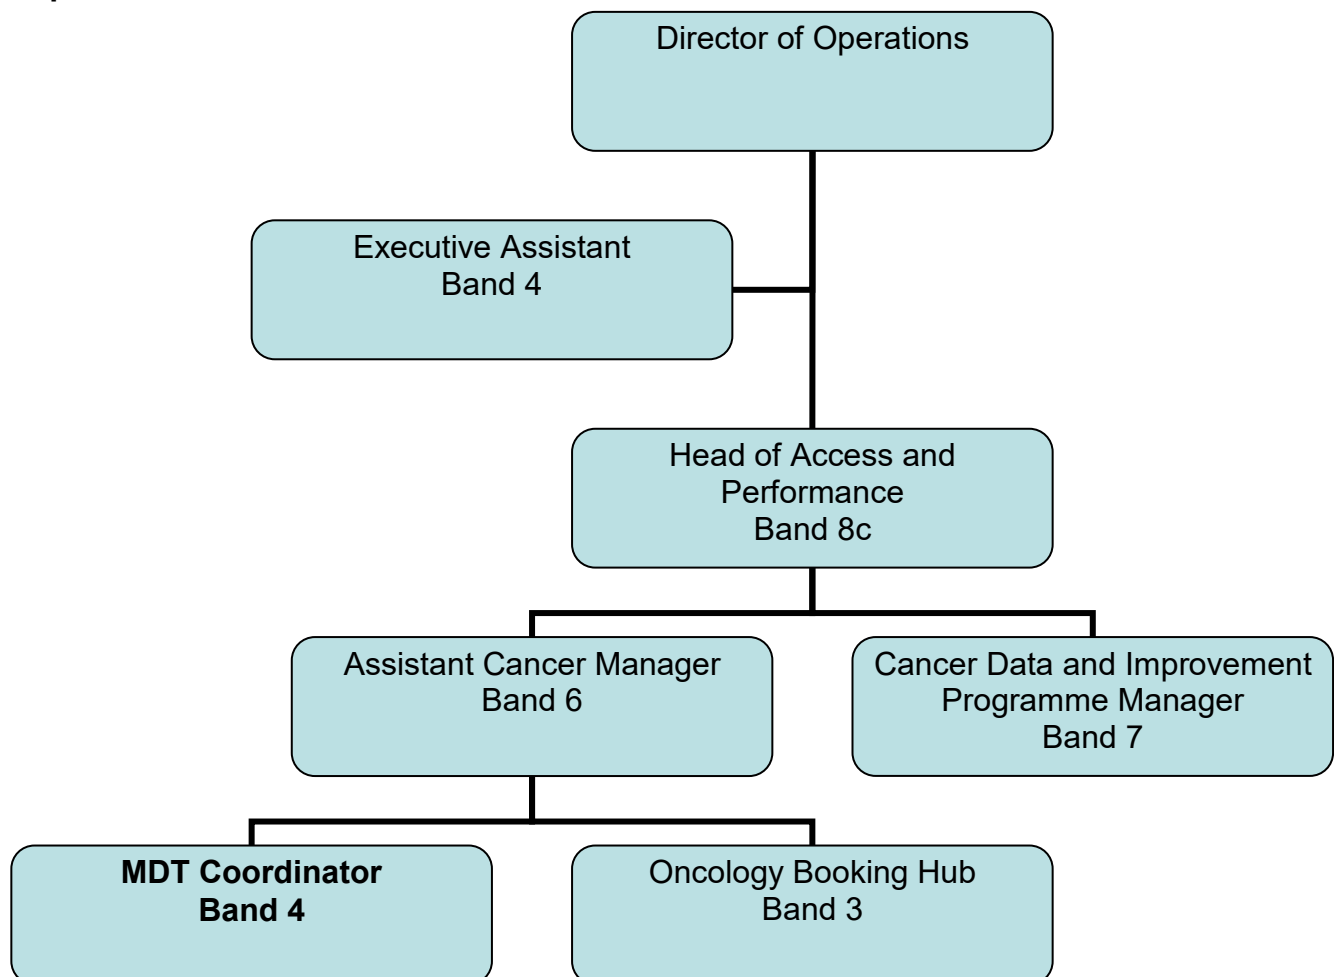 Director of Operations
Executive Assistant
Band 4
Head of Access and
Performance
Band 8c
Assistant Cancer Manager
Band 6
Cancer Data and Improvement
Programme Manager
Band 7
MDT Coordinator
Band 4
Oncology Booking Hub
Band 3